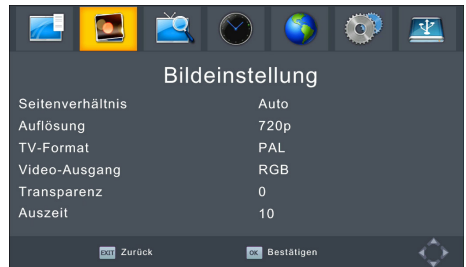 Bildeinstellung
Seitenverhältnis Auto
Auflösung 720p
TV-Format PAL
Video-Ausgang RGB
Transparenz 0
Auszeit 10
EXIT Zurück OK Bestätigen